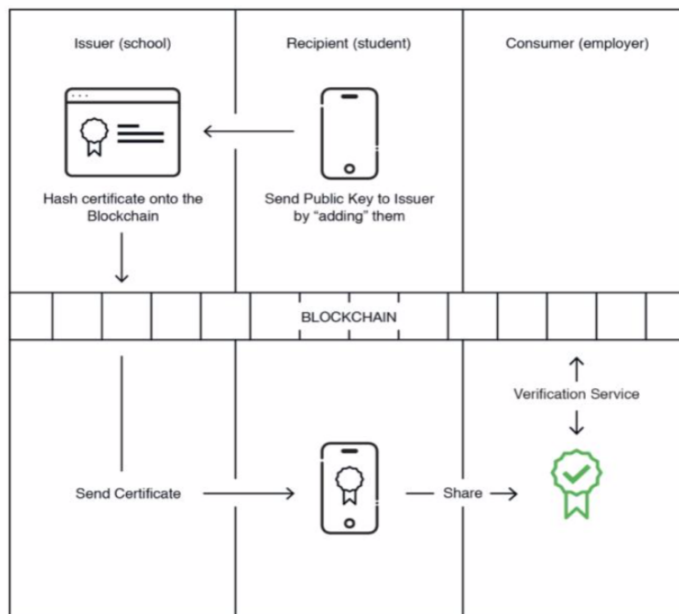 Issuer (school)
Recipient (student)
Consumer (employer)
Hash certificate onto the
Blockchain
Send Public Key to Issuer
by “adding” them
BLOCKCHAIN
Verification Service
Send Certificate
Share